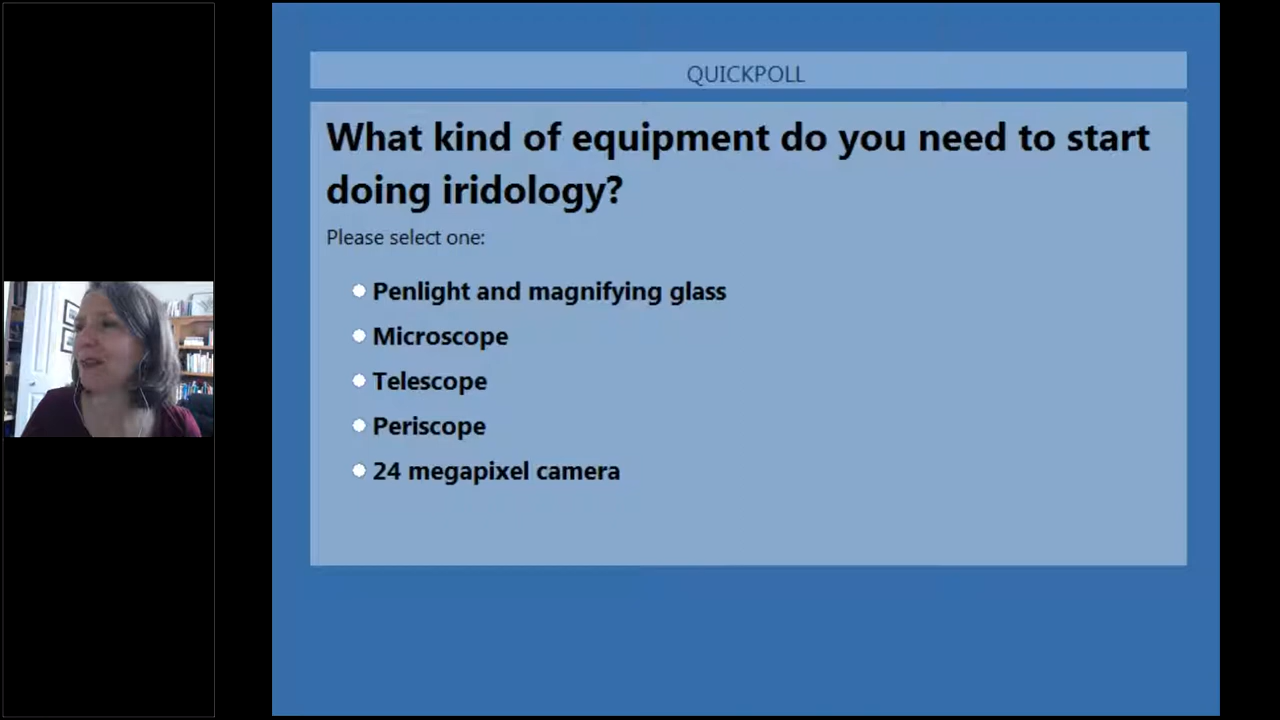 QUICKPOLL
What kind of equipment do you need to start
doing iridology?
Please select one:
Penlight and magnifying glass
Microscope
Telescope
Periscope
24 megapixel camera